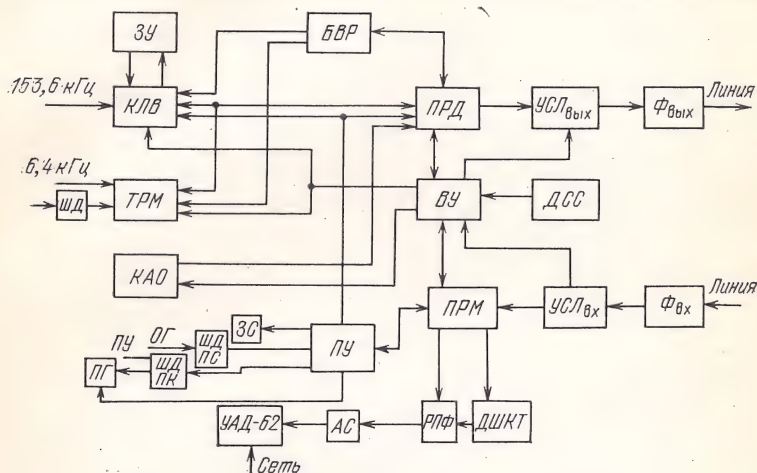 ЗУ
БВР
153,6 кГц
КЛВ
ПРД
УСЛвых
Фвых
Линия
6,4 кГц
ШД
ТРМ
ВУ
ДСС
КАО
ПРМ
УСЛвх
Фвх
Линия
ЗС
ПУ
ОГ
ШД
ПС
ПУ
ПГ
ШД
ПК
УАД-62
АС
РПФ
ДШКТ
Сеть